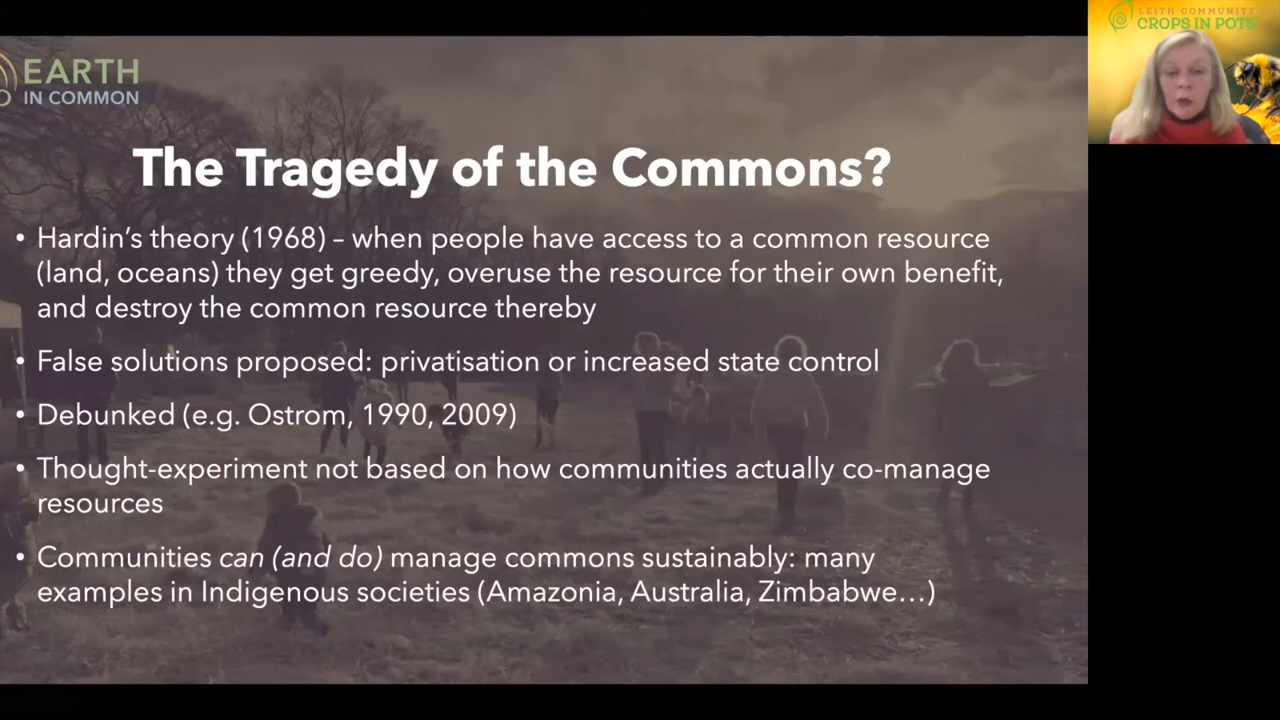 EARTH
IN COMMON
LEITH COMMUNITY
CROPS IN POTS
The Tragedy of the Commons?
• Hardin's theory (1968) – when people have access to a common resource
(land, oceans) they get greedy, overuse the resource for their own benefit,
and destroy the common resource thereby
• False solutions proposed: privatisation or increased state control
• Debunked (e.g. Ostrom, 1990, 2009)
• Thought-experiment not based on how communities actually co-manage
resources
• Communities can (and do) manage commons sustainably: many
examples in Indigenous societies (Amazonia, Australia, Zimbabwe…)